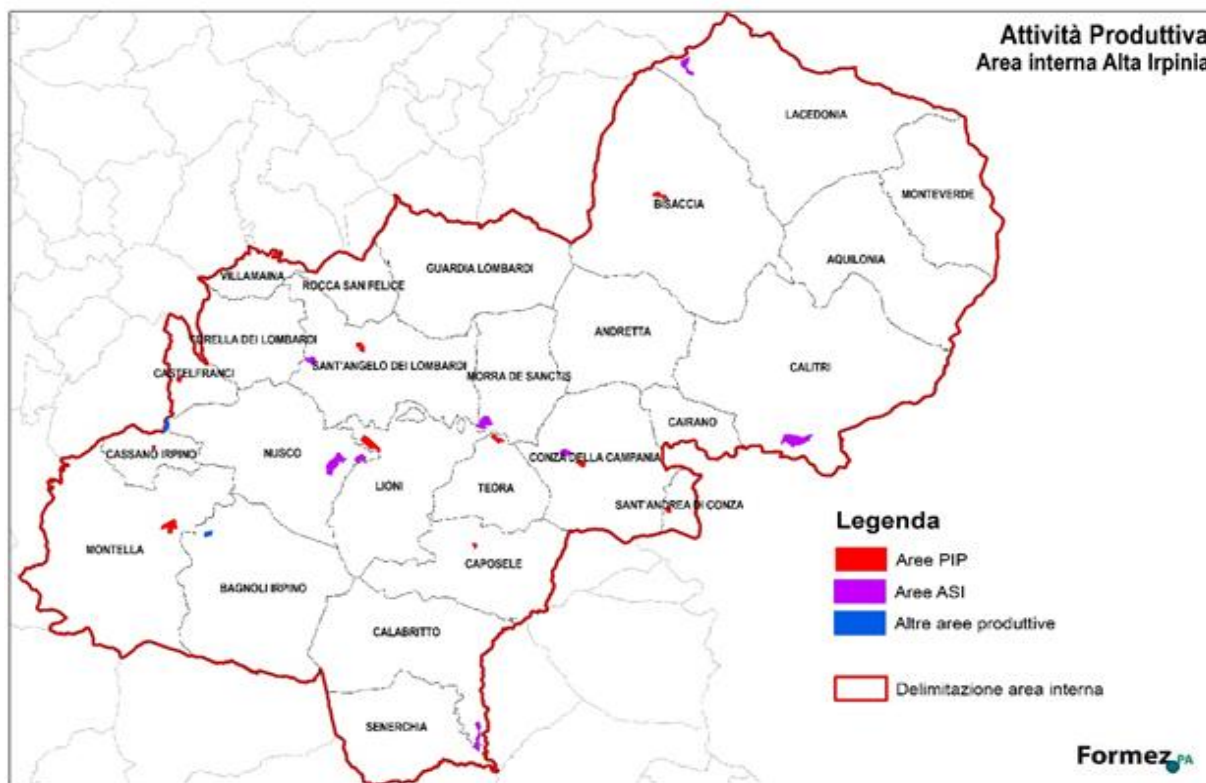 Attività Produttiva
Area interna Alta Irpinia
LACEDONIA
MONTEVERDE
BISACCIA
AQUILONIA
GUARDIA LOMBARDI
VILLAMAINA
ROCCA SAN FELICE
ANDRETTA
TORELLA DEI LOMBARDI
SANT'ANGELO DEI LOMBARDI
CALITRI
CASTELFRANCI
MORRA DE SANCTIS
CAIRANO
CASSANO IRPINO
NUSCO
CONZA DELLA CAMPANIA
LIONI
TEORA
SANT'ANDREA DI CONZA
MONTELLA
CAPOSELE
BAGNOLI IRPINO
CALABRITTO
SENERCHIA
Legenda
Aree PIP
Aree ASI
Altre aree produttive
Delimitazione area interna
Formez PA